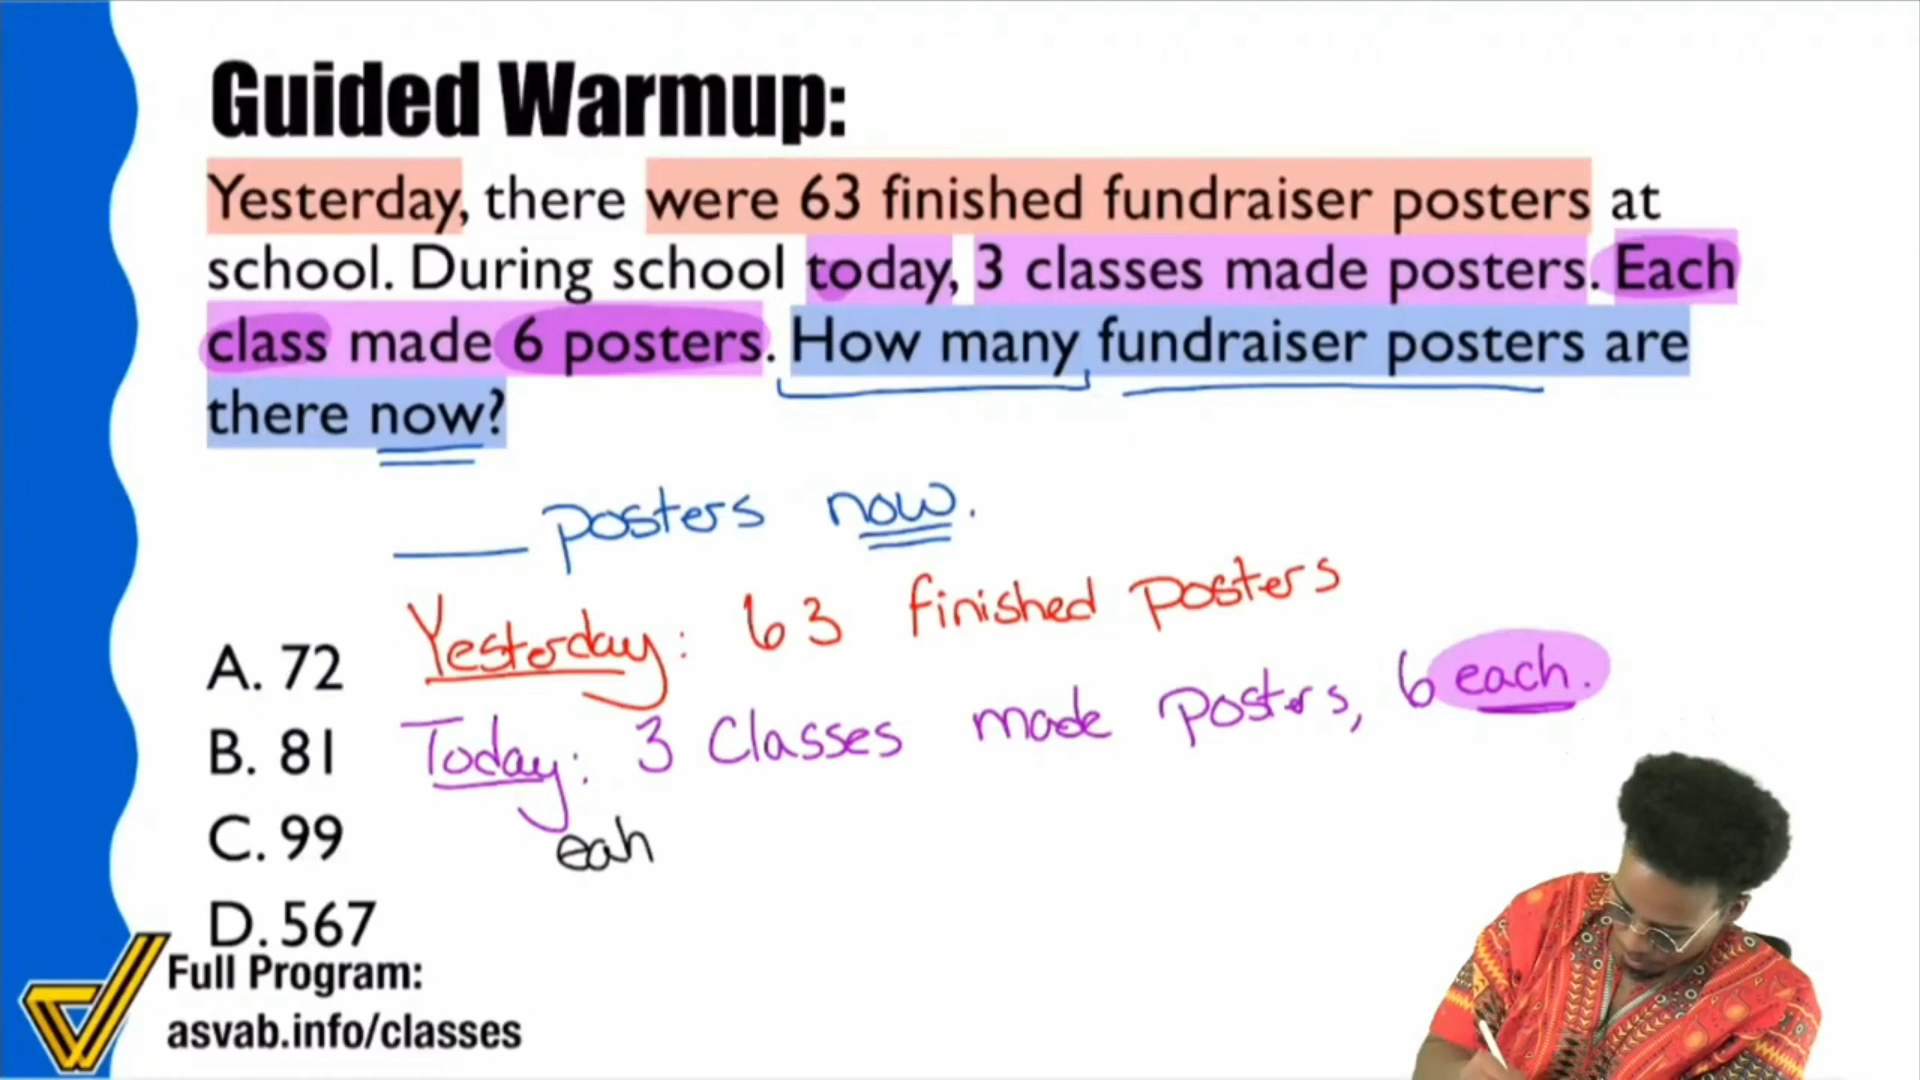 Guided Warmup:
Yesterday, there were 63 finished fundraiser posters at
school. During school today, 3 classes made posters. Each
class made 6 posters. How many fundraiser posters are
there now?
____ posters now.
Yesterday: 63 finished posters
Today: 3 Classes made posters, 6 each.
eah
A. 72
B. 81
C. 99
D. 567
Full Program:
asvab.info/classes